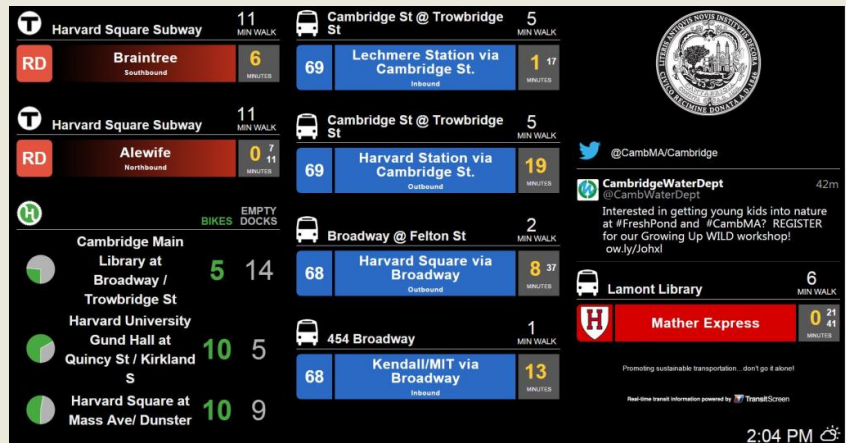 T Harvard Square Subway 11 MIN WALK
RD Braintree Southbound 6 MINUTES
T Harvard Square Subway 11 MIN WALK
RD Alewife Northbound 0 7 11 MINUTES
H BIKES EMPTY DOCKS
Cambridge Main
Library at
Broadway /
Trowbridge St
5 14
Harvard University
Gund Hall at
Quincy St / Kirkland
S
10 5
Harvard Square at
Mass Ave/ Dunster
10 9
Cambridge St @ Trowbridge
St
5 MIN WALK
69 Lechmere Station via
Cambridge St.
Inbound
1 17 MINUTES
Cambridge St @ Trowbridge
St
5 MIN WALK
69 Harvard Station via
Cambridge St.
Outbound
19 MINUTES
Broadway @ Felton St 2 MIN WALK
68 Harvard Square via
Broadway
Outbound
8 37 MINUTES
454 Broadway 1 MIN WALK
68 Kendall/MIT via
Broadway
Inbound
13 MINUTES
@CambMA/Cambridge
CambridgeWaterDept 42m
@CambWaterDept
Interested in getting young kids into nature
at #FreshPond and #CambMA? REGISTER
for our Growing Up WILD workshop!
ow.ly/Johxl
Lamont Library 6 MIN WALK
H Mather Express 0 21 41 MINUTES
Promoting sustainable transportation...don't go it alone!
Real-time transit information powered by TransitScreen
2:04 PM